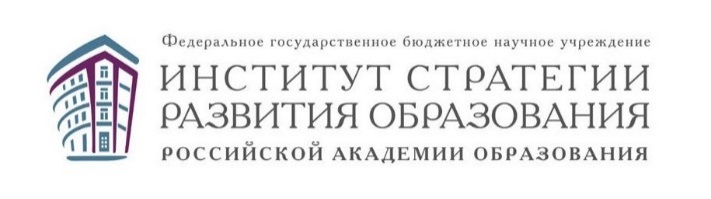 Федеральное государственное бюджетное научное учреждение
ИНСТИТУТ СТРАТЕГИИ
РАЗВИТИЯ ОБРАЗОВАНИЯ
РОССИЙСКОЙ АКАДЕМИИ ОБРАЗОВАНИЯ